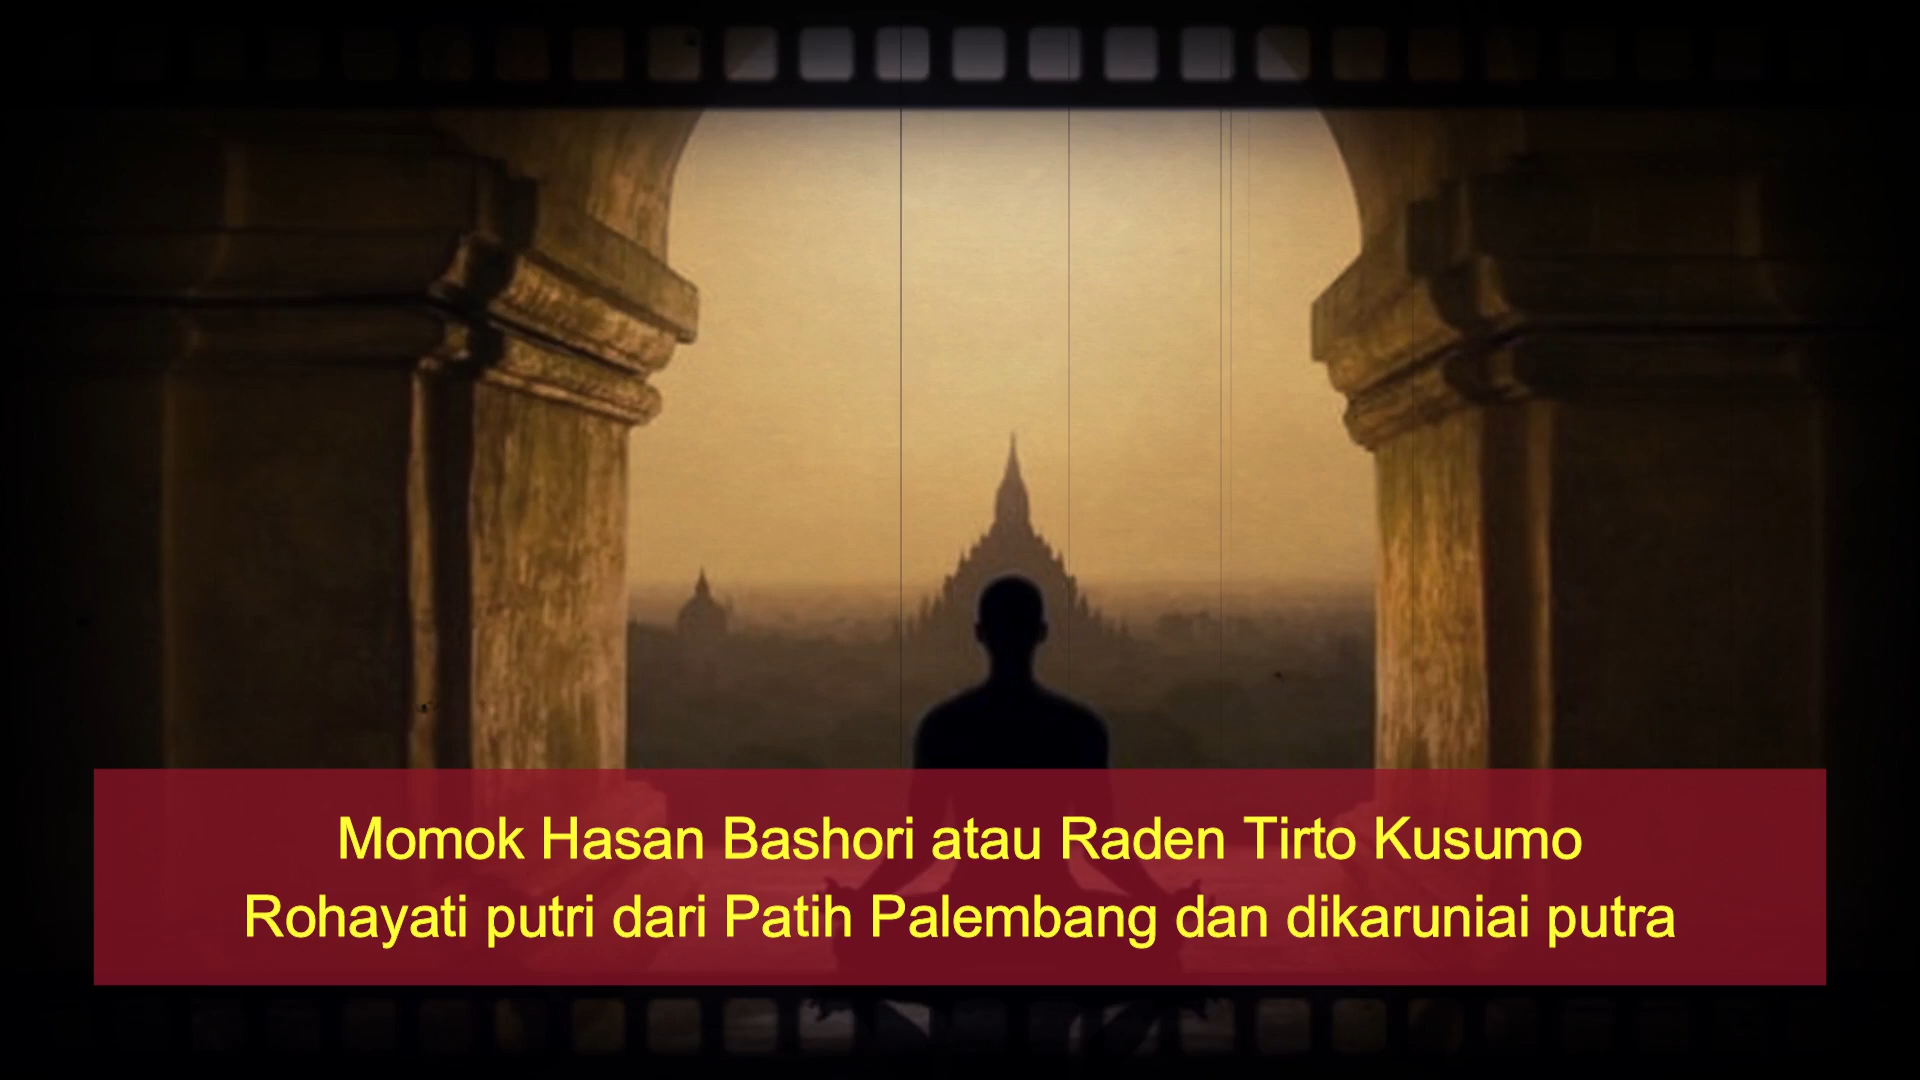 Momok Hasan Bashori atau Raden Tirto Kusumo
Rohayati putri dari Patih Palembang dan dikaruniai putra